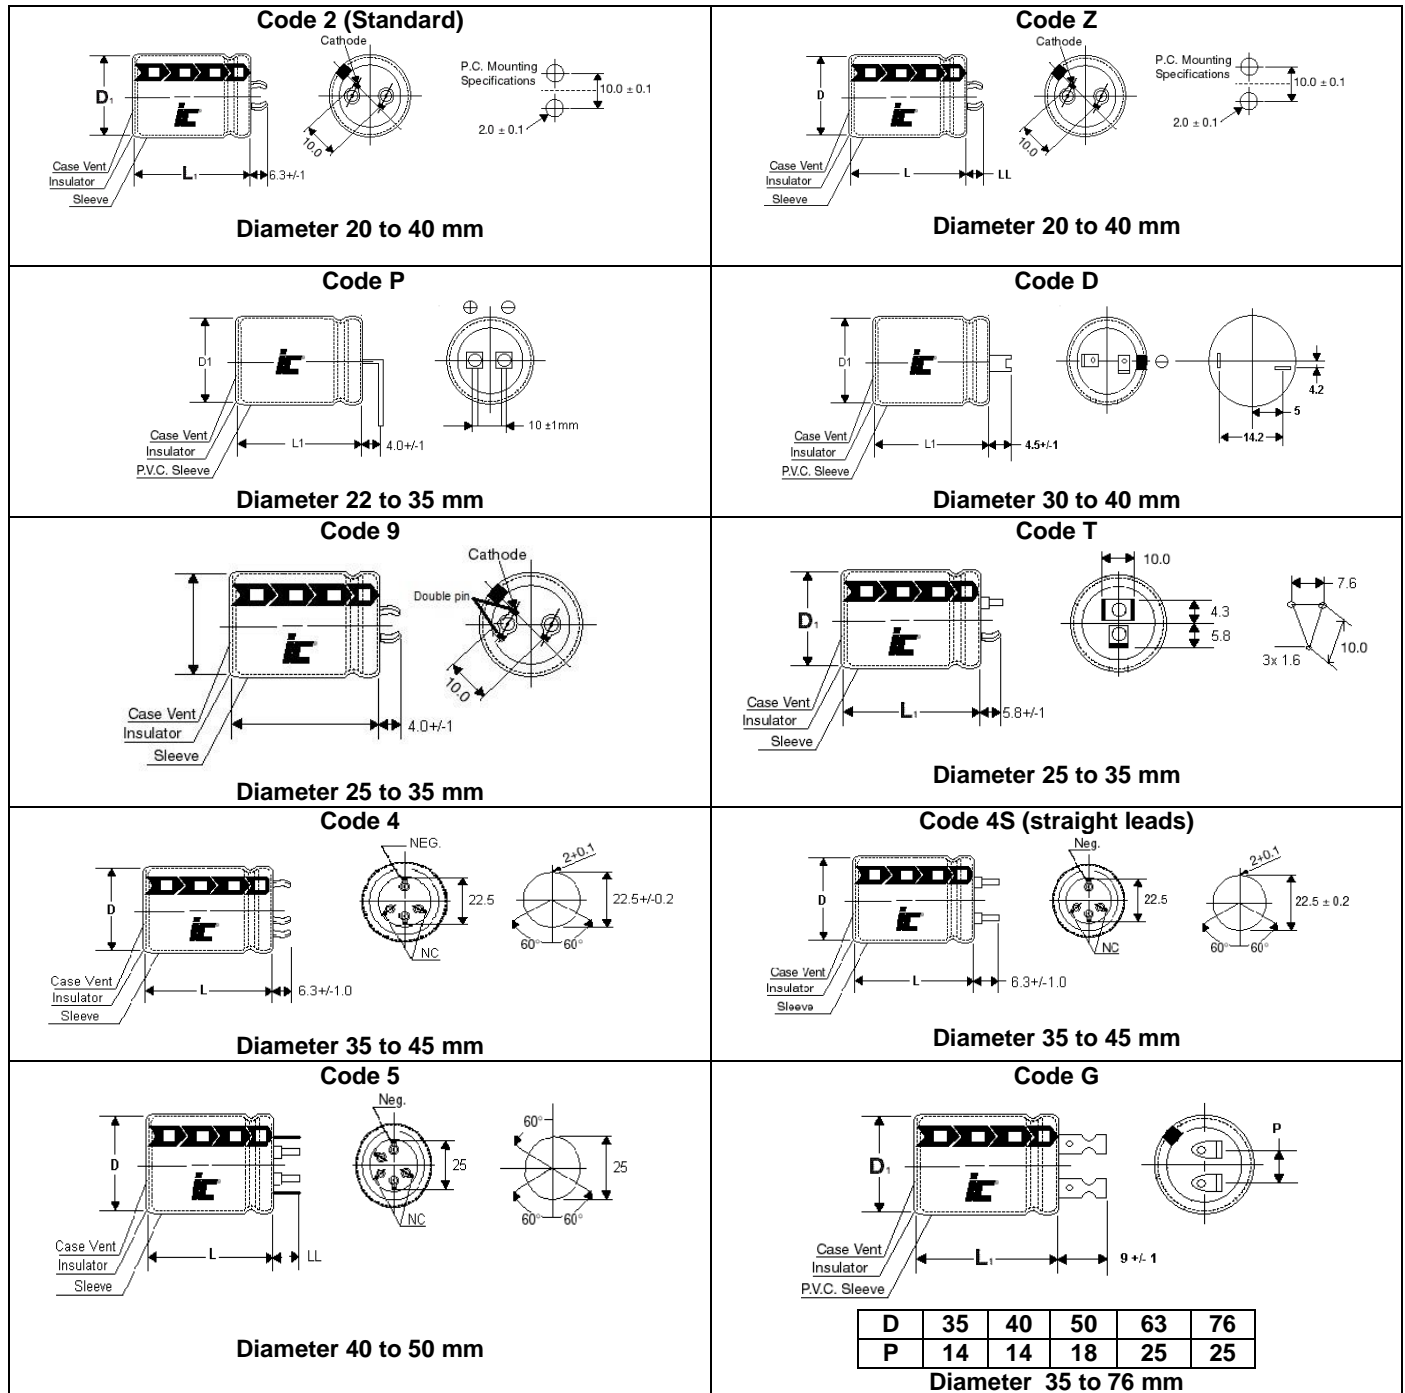 Code 2 (Standard)
Cathode
P.C. Mounting
Specifications
10.0 ± 0.1
2.0 ± 0.1
D1
ic
10.0
Case Vent
Insulator
Sleeve
L1
6.3+/-1
Diameter 20 to 40 mm
Code Z
Cathode
P.C. Mounting
Specifications
10.0 ± 0.1
2.0 ± 0.1
D
ic
10.0
Case Vent
Insulator
Sleeve
L
LL
Diameter 20 to 40 mm
Code P
D1
ic
10 ±1mm
Case Vent
Insulator
P.V.C. Sleeve
L1
4.0+/-1
Diameter 22 to 35 mm
Code D
D1
ic
4.2
5
14.2
Case Vent
Insulator
P.V.C. Sleeve
L1
4.5+/-1
Diameter 30 to 40 mm
Code 9
Cathode
Double pin
ic
10.0
Case Vent
Insulator
Sleeve
4.0+/-1
Diameter 25 to 35 mm
Code T
10.0
7.6
D1
4.3
5.8
ic
3x 1.6
10.0
Case Vent
Insulator
Sleeve
L1
5.8+/-1
Diameter 25 to 35 mm
Code 4
NEG.
2+0.1
D
22.5
22.5+/-0.2
ic
60° 60°
NC
Case Vent
Insulator
Sleeve
L
6.3+/-1.0
Diameter 35 to 45 mm
Code 4S (straight leads)
Neg.
2+0.1
D
22.5
22.5 ± 0.2
ic
60° 60°
NC
Case Vent
Insulator
Sleeve
L
6.3+/-1.0
Diameter 35 to 45 mm
Code 5
Neg.
60°
D
25
25
ic
60° 60°
NC
Case Vent
Insulator
Sleeve
L
LL
Diameter 40 to 50 mm
Code G
P
D1
ic
Case Vent
Insulator
P.V.C. Sleeve
L1
9 +/- 1
D 35 40 50 63 76
P 14 14 18 25 25
Diameter 35 to 76 mm